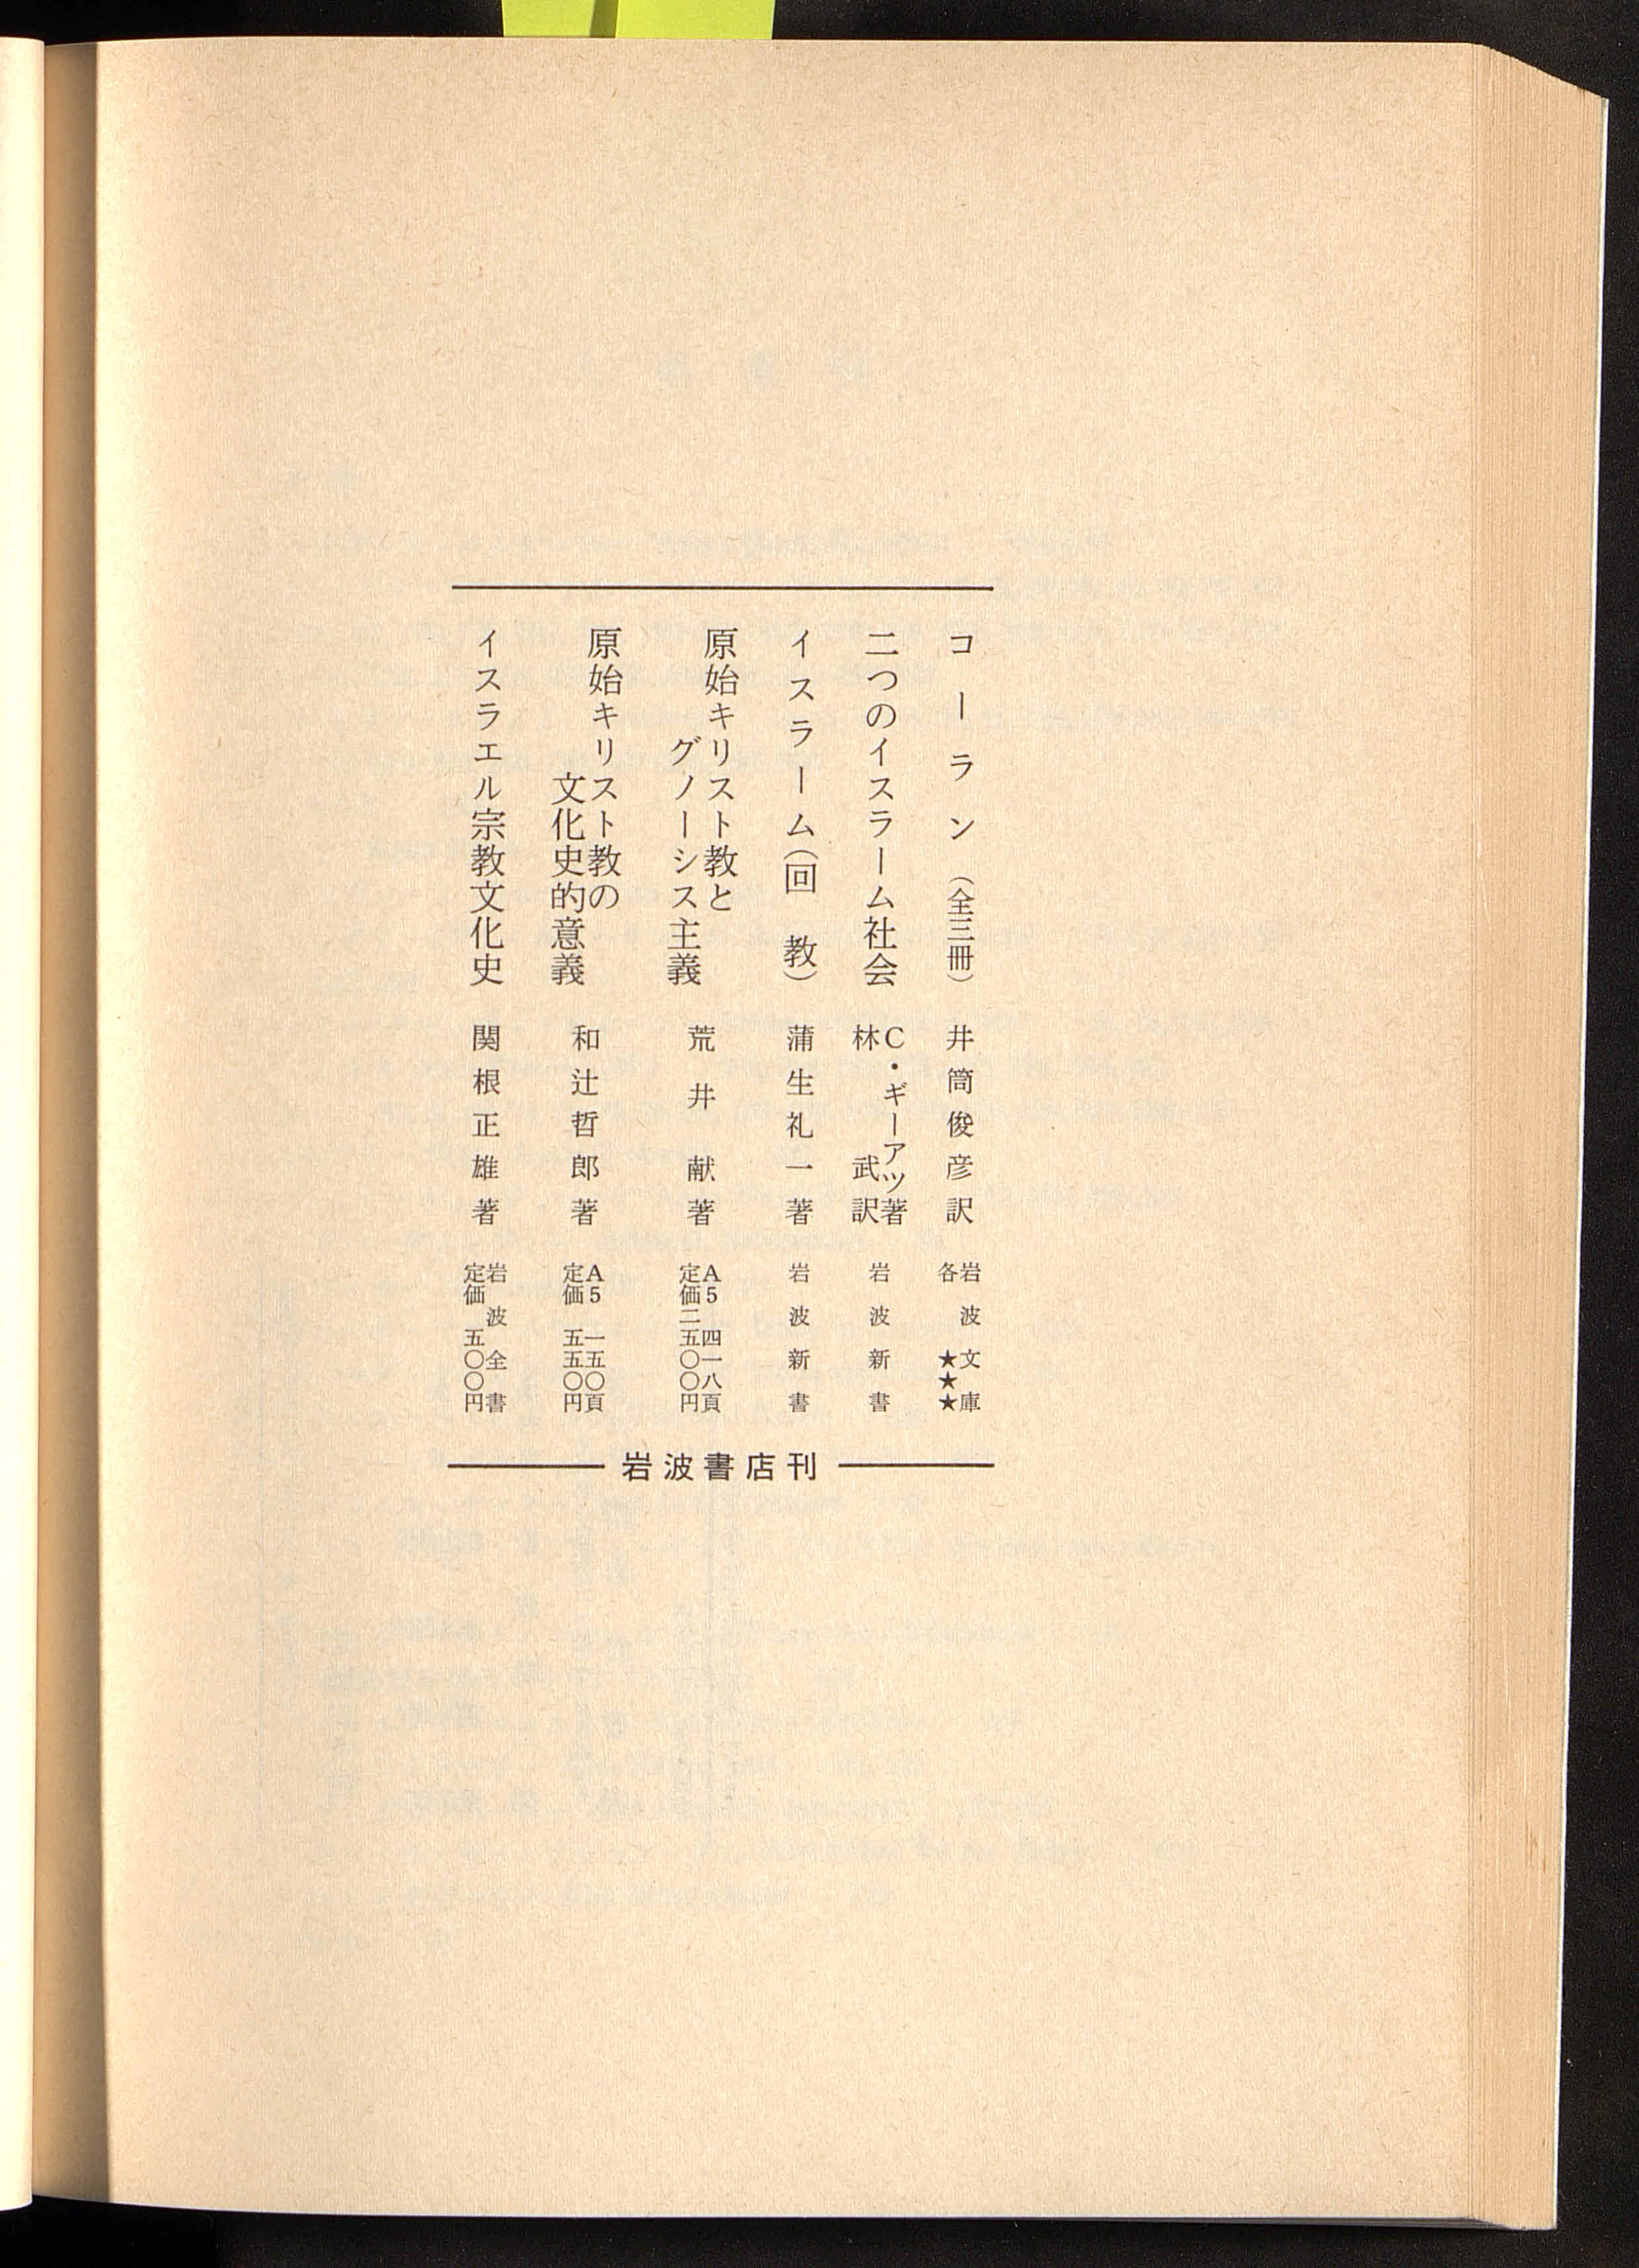 コーラン（全三冊）　井筒俊彦訳　岩波文庫
各★★★
二つのイスラーム社会　C・ギーアツ著
林　武訳　岩波新書
イスラーム（回　教）　蒲生礼一著　岩波新書
原始キリスト教と
グノーシス主義　荒井　献著　A5　四一八頁
定価二五〇〇円
原始キリスト教の
文化史的意義　和辻哲郎著　A5　一五〇頁
定価　五五〇円
イスラエル宗教文化史　関根正雄著　岩波全書
定価　五〇〇円
岩波書店刊